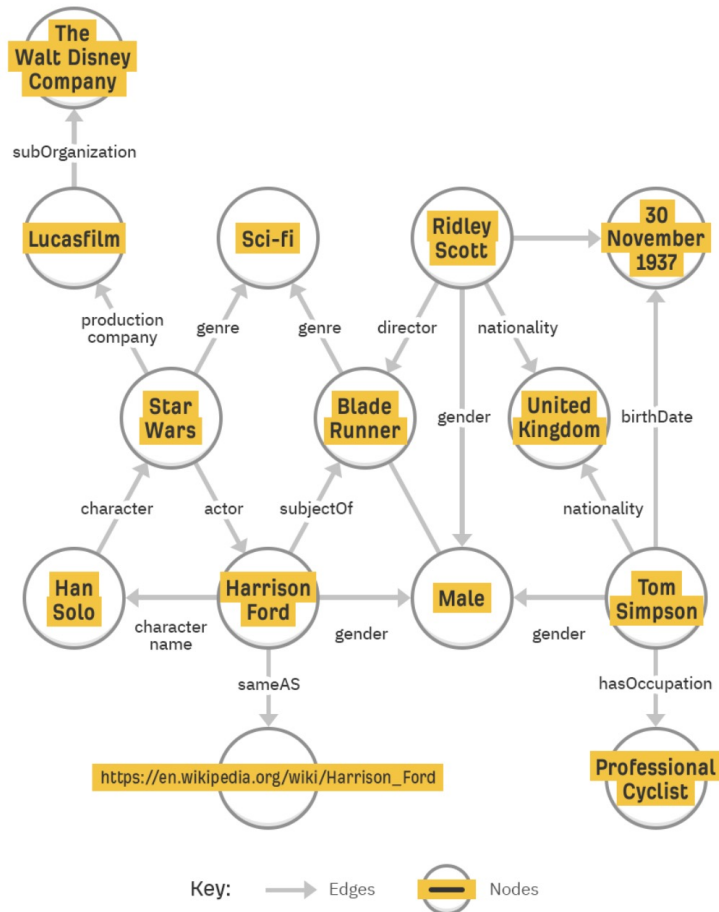 The
Walt Disney
Company
subOrganization
Lucasfilm
Sci-fi
Ridley
Scott
30
November
1937
production
company
genre
genre
director
nationality
Star
Wars
Blade
Runner
gender
United
Kingdom
birthDate
character
actor
subjectOf
nationality
Han
Solo
character
name
Harrison
Ford
gender
Male
gender
Tom
Simpson
sameAS
hasOccupation
https://en.wikipedia.org/wiki/Harrison_Ford
Professional
Cyclist
Key:
Edges
Nodes